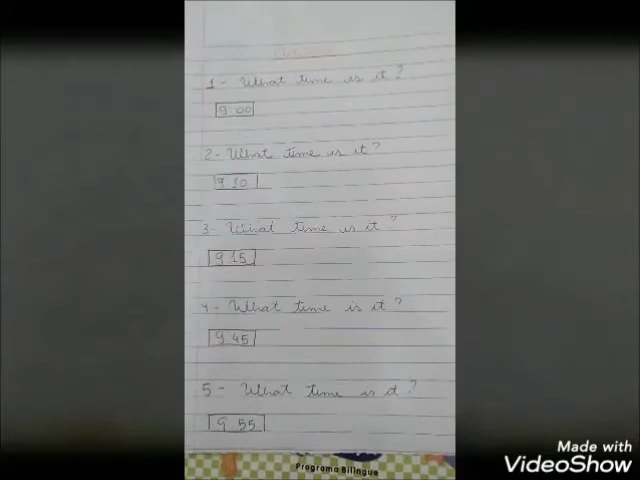 1- What time is it?
9 00
2- What time is it?
9 10
3- What time is it?
9 15
4- What time is it?
9 45
5- What time is it?
9 55
Programa Bilíngue
Made with
VideoShow